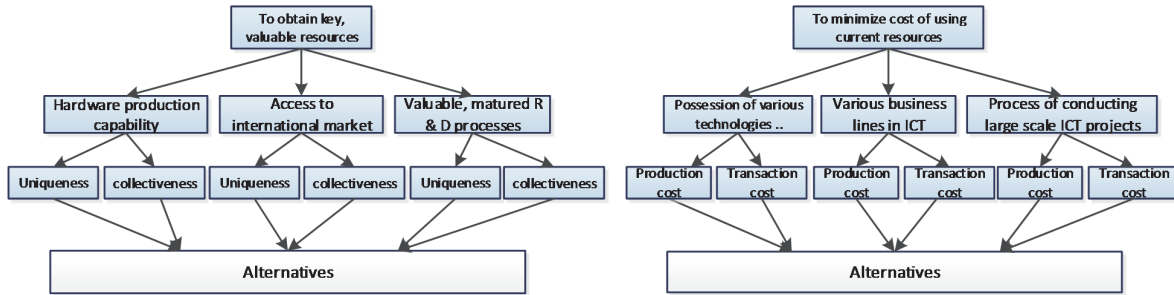 To obtain key,
valuable resources
Hardware production
capability
Access to
international market
Valuable, matured R
& D processes
Uniqueness
collectiveness
Uniqueness
collectiveness
Uniqueness
collectiveness
Alternatives
To minimize cost of using
current resources
Possession of various
technologies ..
Various business
lines in ICT
Process of conducting
large scale ICT projects
Production
cost
Transaction
cost
Production
cost
Transaction
cost
Production
cost
Transaction
cost
Alternatives